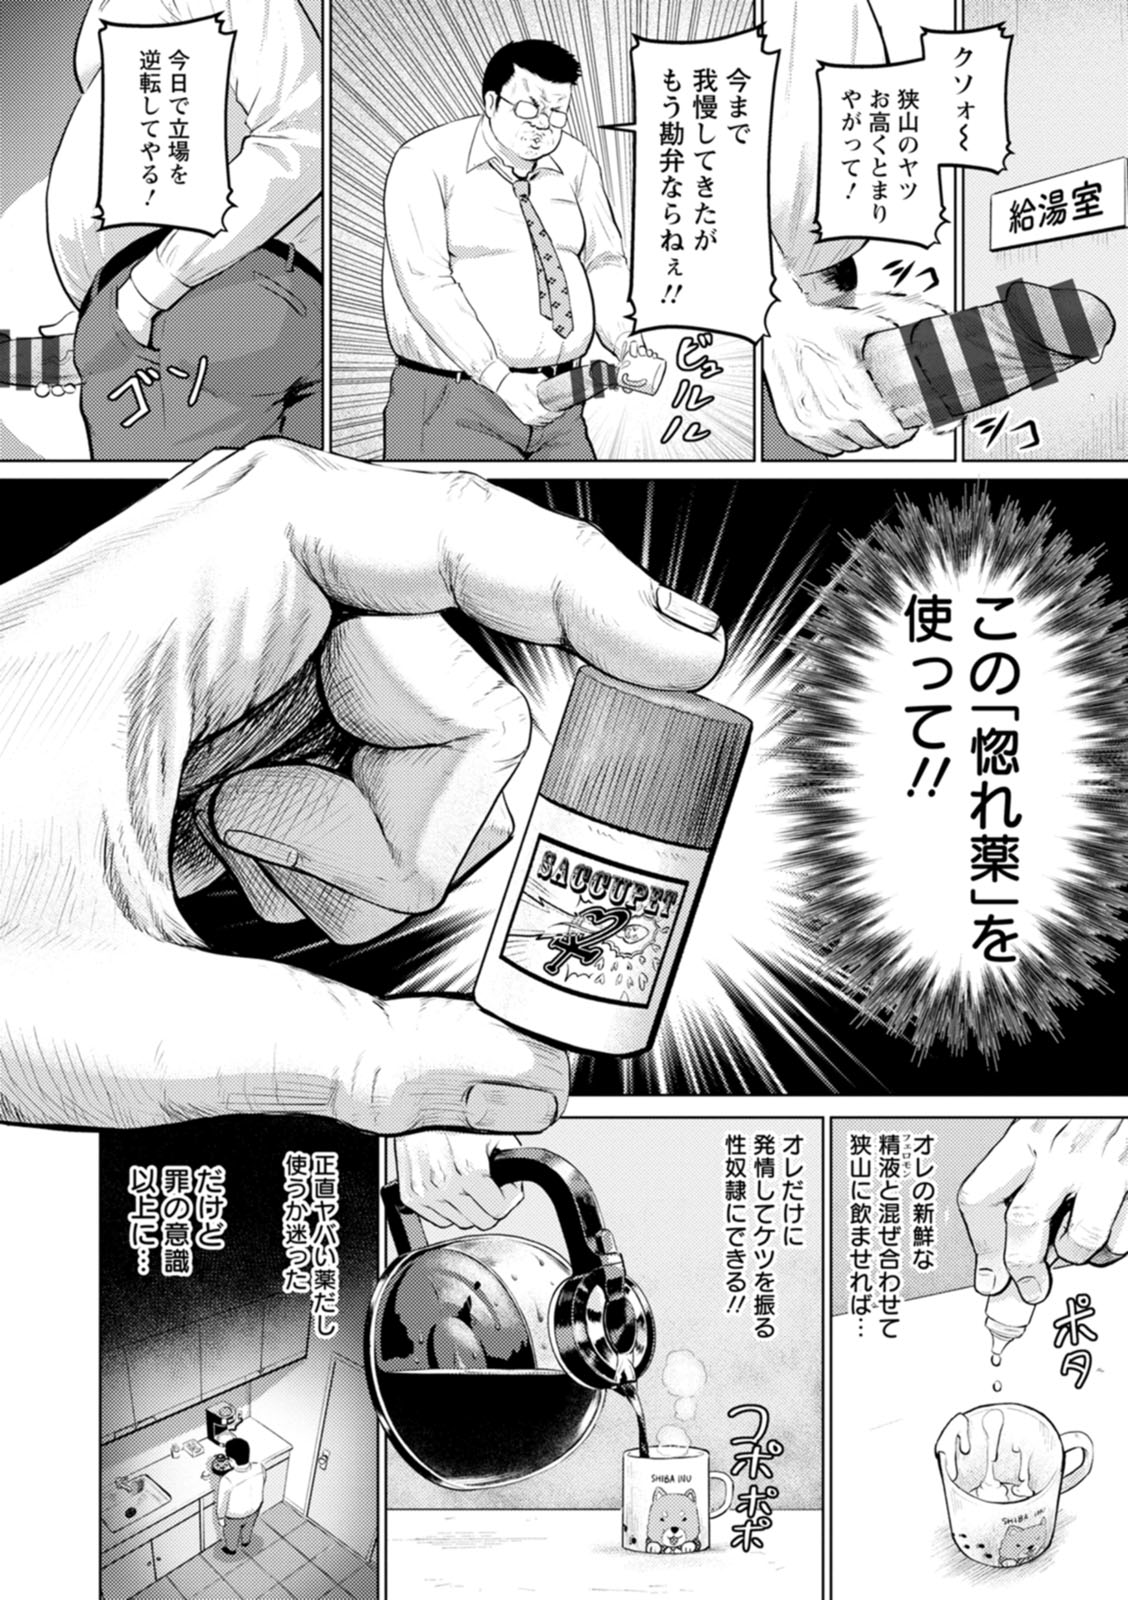 給湯室
クソォ〜
狭山のヤツ
お高くとまり
やがって！
シコ
今まで
我慢してきたが
もう勘弁ならねぇ!!
ビュルルル
今日で立場を
逆転してやる！
ゴソ
この「惚れ薬」を
使って!!
SACCUPET
オレの新鮮な
精液と混ぜ合わせて
フェロモン
狭山に飲ませれば…
ポタ
SHIBA INU
オレだけに
発情してケツを振る
性奴隷にできる!!
コポポポ
SHIBA INU
正直ヤバい薬だし
使うか迷った
だけど
罪の意識
以上に…